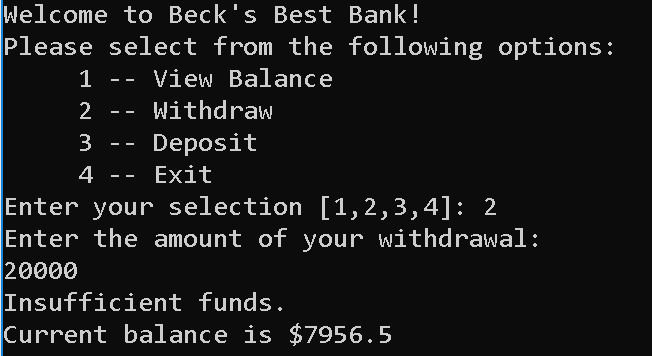 Welcome to Beck's Best Bank!
Please select from the following options:
     1 -- View Balance
     2 -- Withdraw
     3 -- Deposit
     4 -- Exit
Enter your selection [1,2,3,4]: 2
Enter the amount of your withdrawal:
20000
Insufficient funds.
Current balance is $7956.5